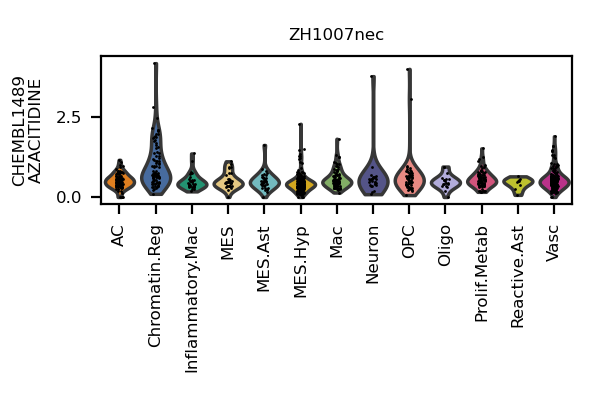 ZH1007nec
CHEMBL1489
AZACITIDINE
2.5
0.0
AC
Chromatin.Reg
Inflammatory.Mac
MES
MES.Ast
MES.Hyp
Mac
Neuron
OPC
Oligo
Prolif.Metab
Reactive.Ast
Vasc